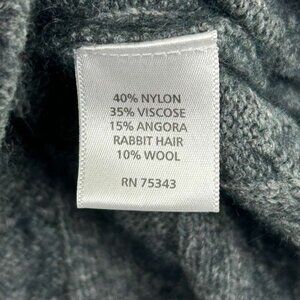 40% NYLON
35% VISCOSE
15% ANGORA
RABBIT HAIR
10% WOOL
RN 75343